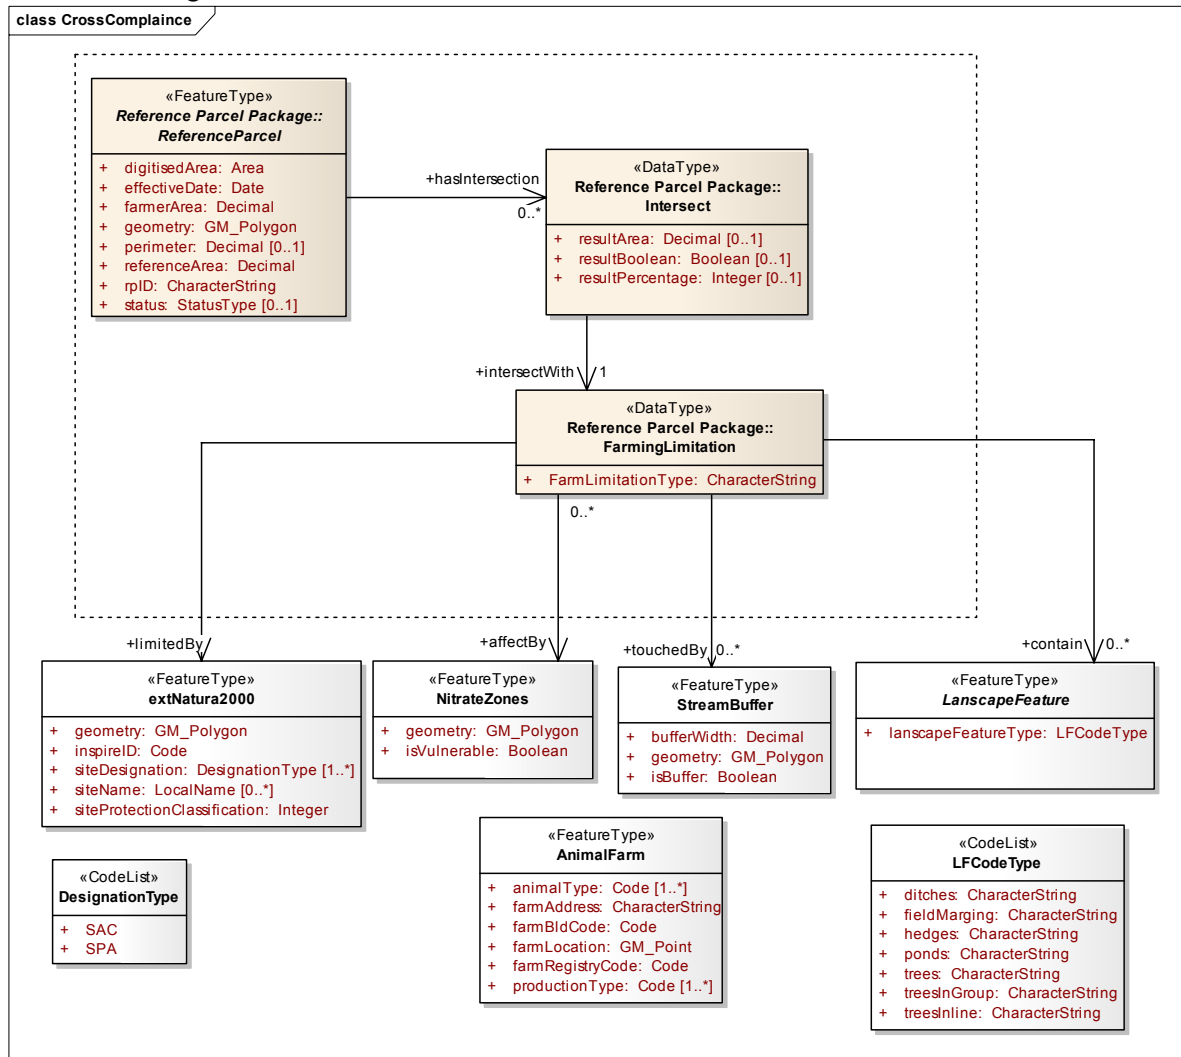 class CrossComplaince
«FeatureType»
Reference Parcel Package::
ReferenceParcel
+ digitisedArea: Area
+ effectiveDate: Date
+ farmerArea: Decimal
+ geometry: GM_Polygon
+ perimeter: Decimal [0..1]
+ referenceArea: Decimal
+ rpID: CharacterString
+ status: StatusType [0..1]
+hasIntersection
0..*
«DataType»
Reference Parcel Package::
Intersect
+ resultArea: Decimal [0..1]
+ resultBoolean: Boolean [0..1]
+ resultPercentage: Integer [0..1]
+intersectWith
1
«DataType»
Reference Parcel Package::
FarmingLimitation
+ FarmLimitationType: CharacterString
0..*
+limitedBy
+affectBy
+touchedBy
0..*
+contain
0..*
«FeatureType»
extNatura2000
+ geometry: GM_Polygon
+ inspireID: Code
+ siteDesignation: DesignationType [1..*]
+ siteName: LocalName [0..*]
+ siteProtectionClassification: Integer
«FeatureType»
NitrateZones
+ geometry: GM_Polygon
+ isVulnerable: Boolean
«FeatureType»
StreamBuffer
+ bufferWidth: Decimal
+ geometry: GM_Polygon
+ isBuffer: Boolean
«FeatureType»
LanscapeFeature
+ lanscapeFeatureType: LFCodeType
«CodeList»
DesignationType
+ SAC
+ SPA
«FeatureType»
AnimalFarm
+ animalType: Code [1..*]
+ farmAddress: CharacterString
+ farmBldCode: Code
+ farmLocation: GM_Point
+ farmRegistryCode: Code
+ productionType: Code [1..*]
«CodeList»
LFCodeType
+ ditches: CharacterString
+ fieldMarging: CharacterString
+ hedges: CharacterString
+ ponds: CharacterString
+ trees: CharacterString
+ treesInGroup: CharacterString
+ treesInline: CharacterString